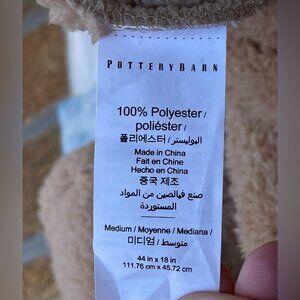 POTTERYBARN
100% Polyester /
poliéster /
폴리에스터 / البوليستر
Made in China
Fait en Chine
Hecho en China
중국 제조
صنع في الصين من المواد
المستوردة
Medium / Moyenne / Mediana /
미디엄 / متوسط
44 in x 18 in
111.76 cm x 45.72 cm